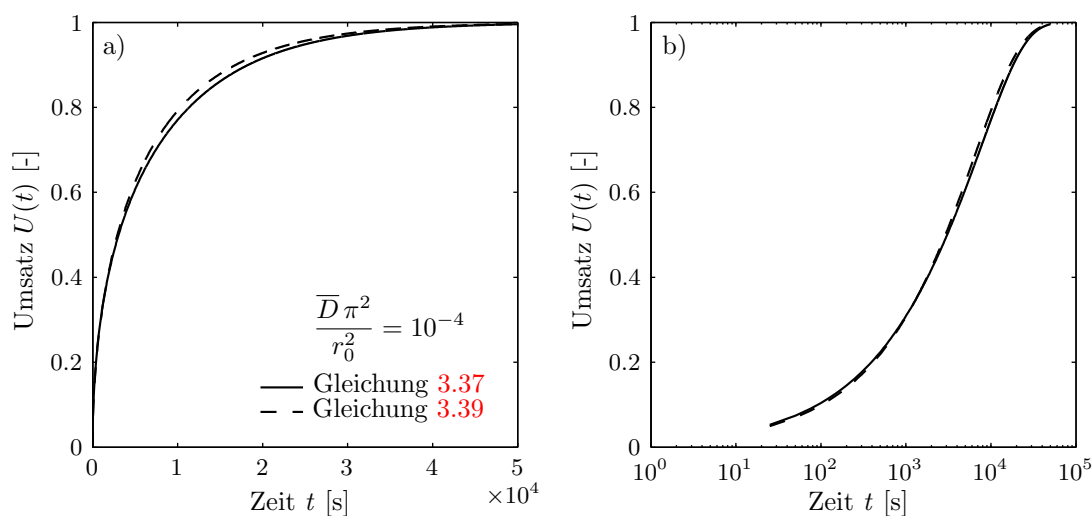 a)
1
0.8
0.6
0.4
0.2
0
Umsatz U(t) [-]
D̅ π²
r₀²
= 10⁻⁴
Gleichung 3.37
Gleichung 3.39
0 1 2 3 4 5
×10⁴
Zeit t [s]
b)
1
0.8
0.6
0.4
0.2
0
Umsatz U(t) [-]
10⁰ 10¹ 10² 10³ 10⁴ 10⁵
Zeit t [s]